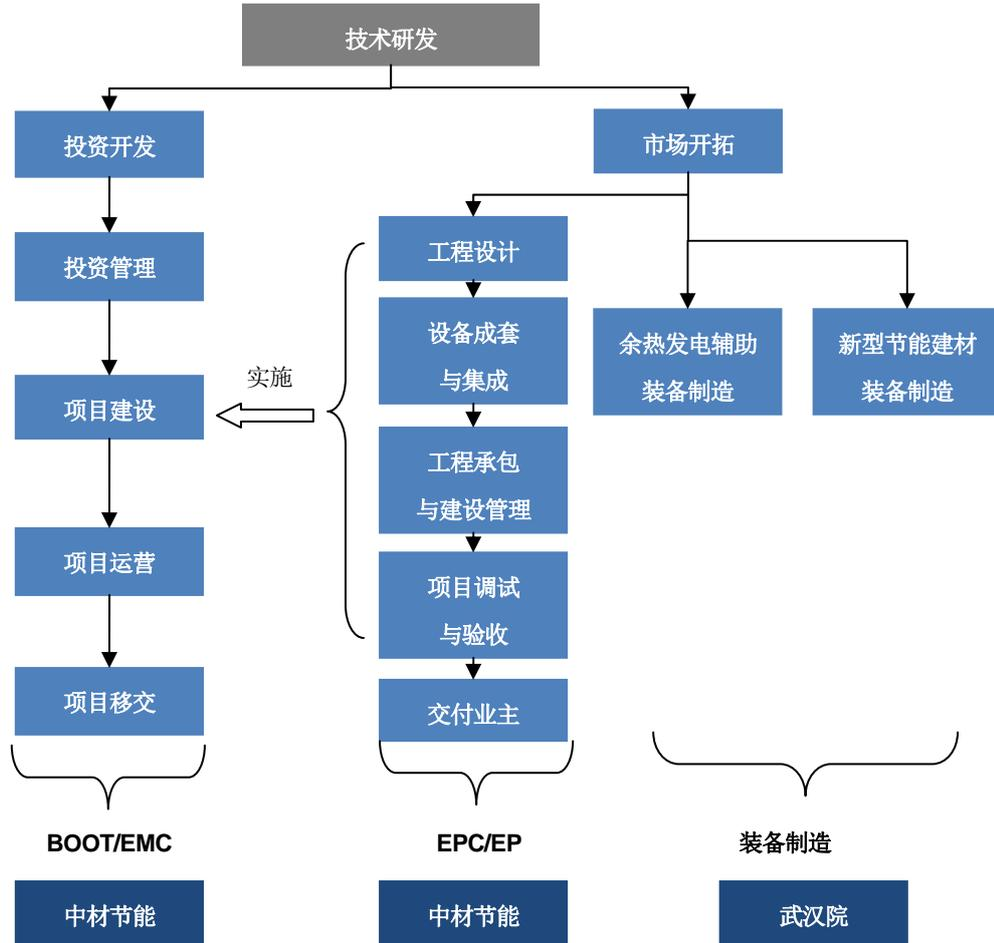 技术研发
投资开发
市场开拓
投资管理
工程设计
设备成套
与集成
余热发电辅助
装备制造
新型节能建材
装备制造
实施
项目建设
工程承包
与建设管理
项目运营
项目调试
与验收
项目移交
交付业主
BOOT/EMC
EPC/EP
装备制造
中材节能
中材节能
武汉院